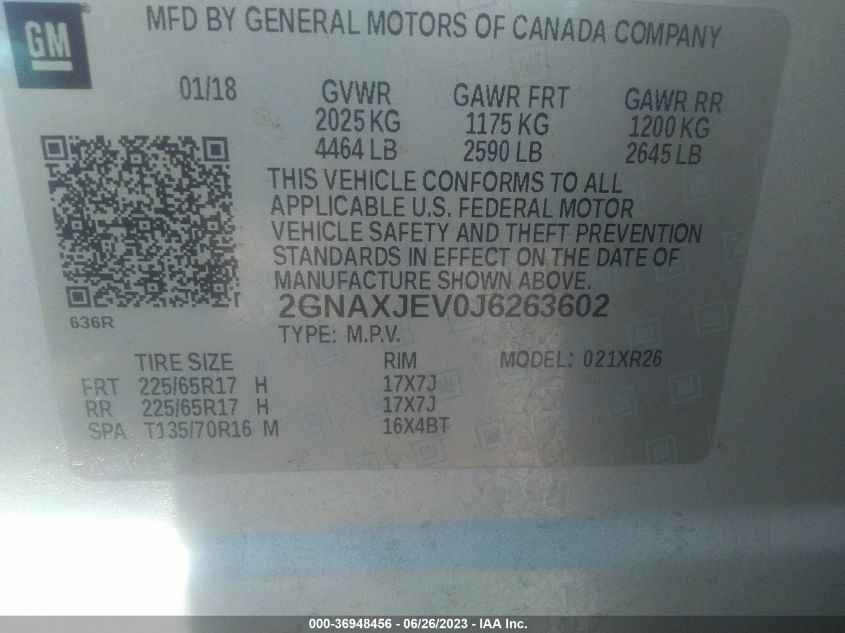 GM
MFD BY GENERAL MOTORS OF CANADA COMPANY
01/18 GVWR GAWR FRT GAWR RR
2025 KG 1175 KG 1200 KG
4464 LB 2590 LB 2645 LB
THIS VEHICLE CONFORMS TO ALL
APPLICABLE U.S. FEDERAL MOTOR
VEHICLE SAFETY AND THEFT PREVENTION
STANDARDS IN EFFECT ON THE DATE OF
MANUFACTURE SHOWN ABOVE.
2GNAXJEV0J6263602
636R
TYPE: M.P.V.
TIRE SIZE RIM MODEL: 021XR26
FRT 225/65R17 H 17X7J
RR 225/65R17 H 17X7J
SPA T135/70R16 M 16X4BT
000-36948456 - 06/26/2023 - IAA Inc.